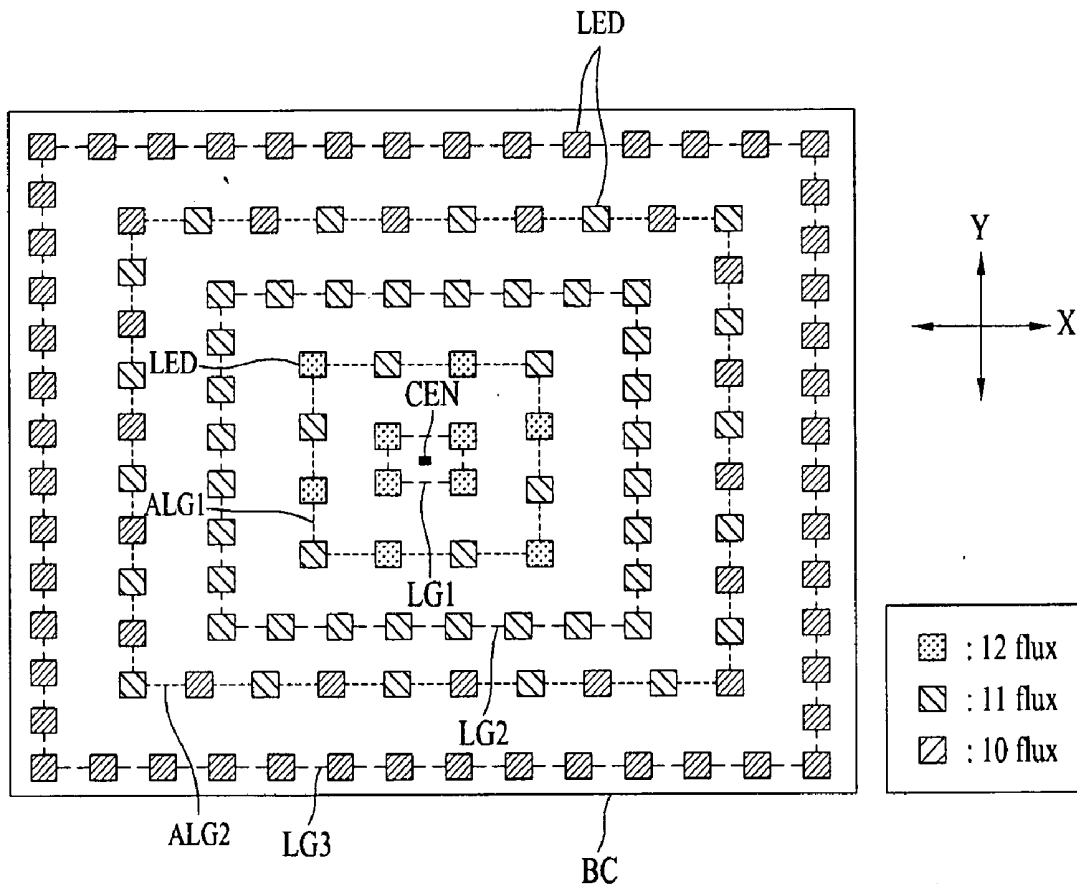 LED
Y
X
LED
CEN
ALG1
LG1
: 12 flux
: 11 flux
: 10 flux
LG2
ALG2
LG3
BC